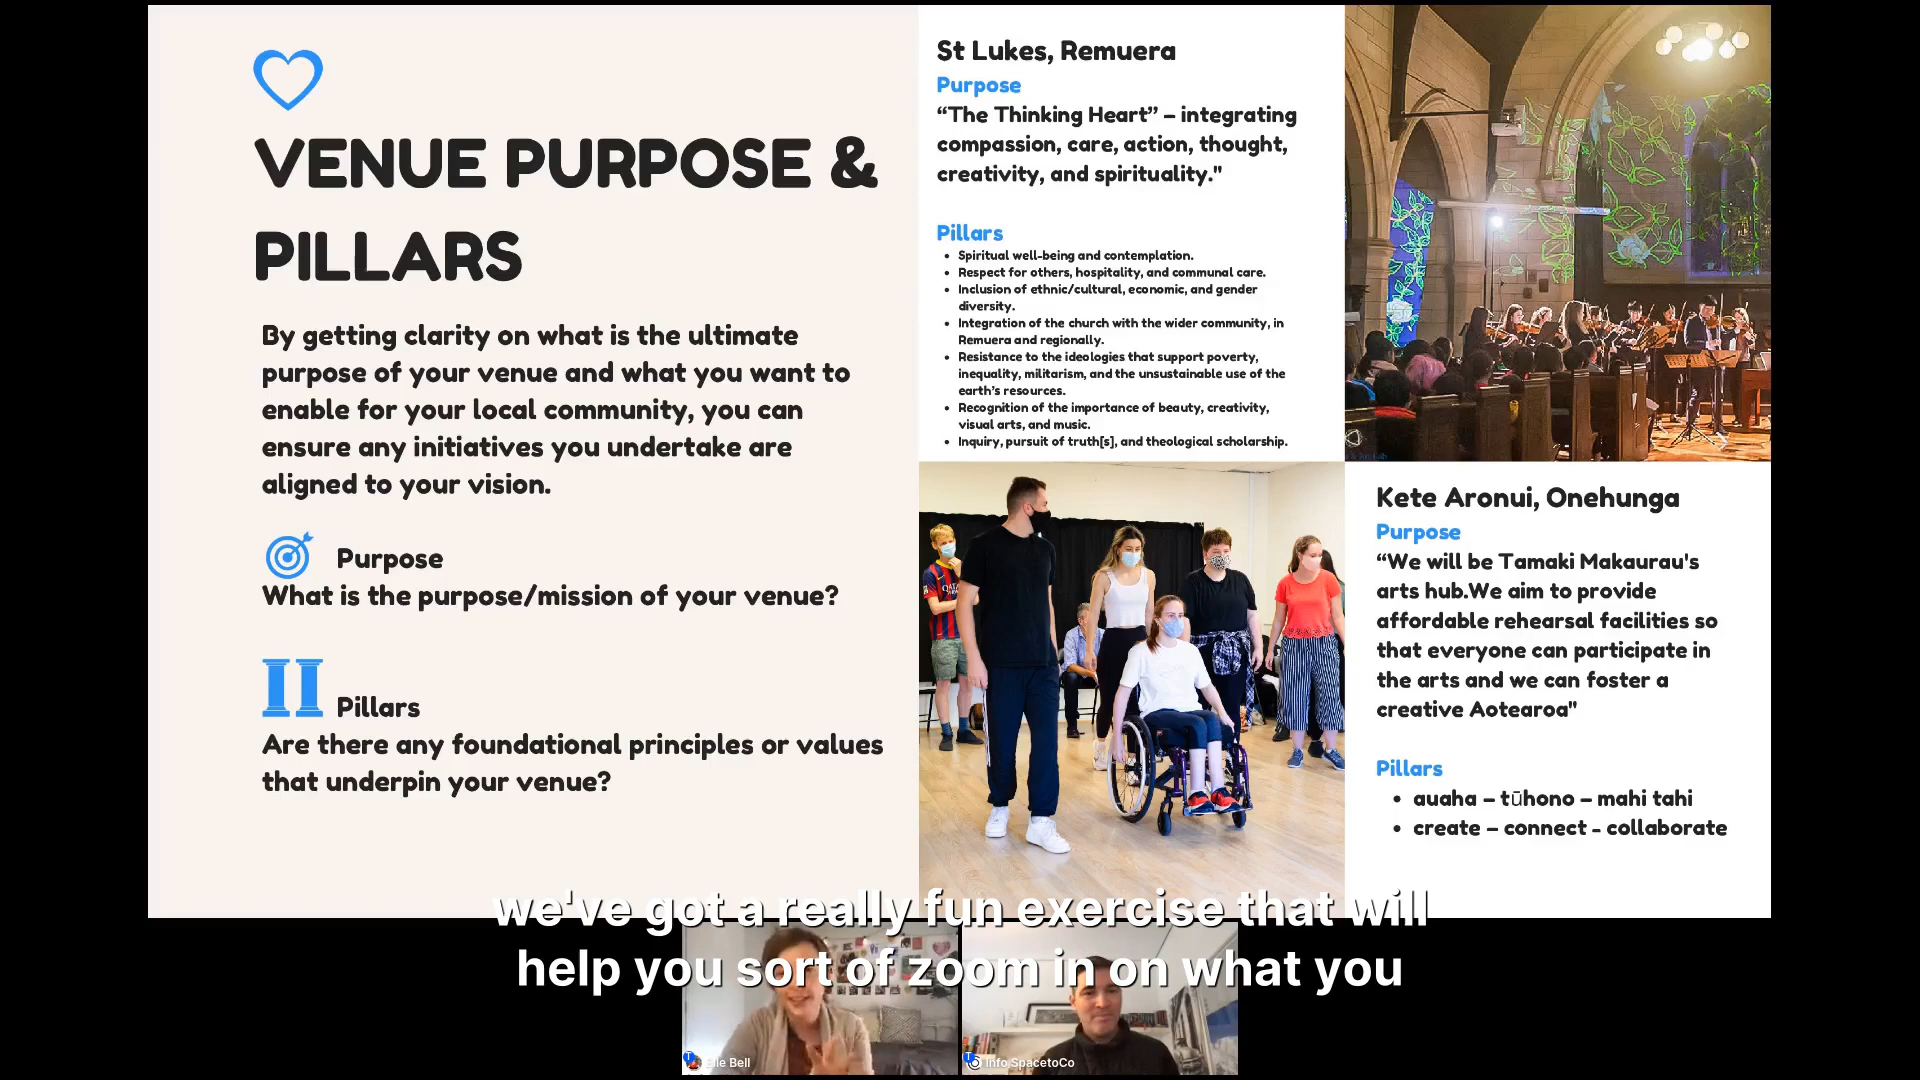 VENUE PURPOSE &
PILLARS
By getting clarity on what is the ultimate
purpose of your venue and what you want to
enable for your local community, you can
ensure any initiatives you undertake are
aligned to your vision.
Purpose
What is the purpose/mission of your venue?
Pillars
Are there any foundational principles or values
that underpin your venue?
St Lukes, Remuera
Purpose
“The Thinking Heart” – integrating
compassion, care, action, thought,
creativity, and spirituality."
Pillars
• Spiritual well-being and contemplation.
• Respect for others, hospitality, and communal care.
• Inclusion of ethnic/cultural, economic, and gender
diversity.
• Integration of the church with the wider community, in
Remuera and regionally.
• Resistance to the ideologies that support poverty,
inequality, militarism, and the unsustainable use of the
earth's resources.
• Recognition of the importance of beauty, creativity,
visual arts, and music.
• Inquiry, pursuit of truth[s], and theological scholarship.
Kete Aronui, Onehunga
Purpose
“We will be Tamaki Makaurau's
arts hub.We aim to provide
affordable rehearsal facilities so
that everyone can participate in
the arts and we can foster a
creative Aotearoa"
Pillars
• auaha – tūhono – mahi tahi
• create – connect - collaborate
we've got a really fun exercise that will
help you sort of zoom in on what you
Bell
Info SpacetoCo